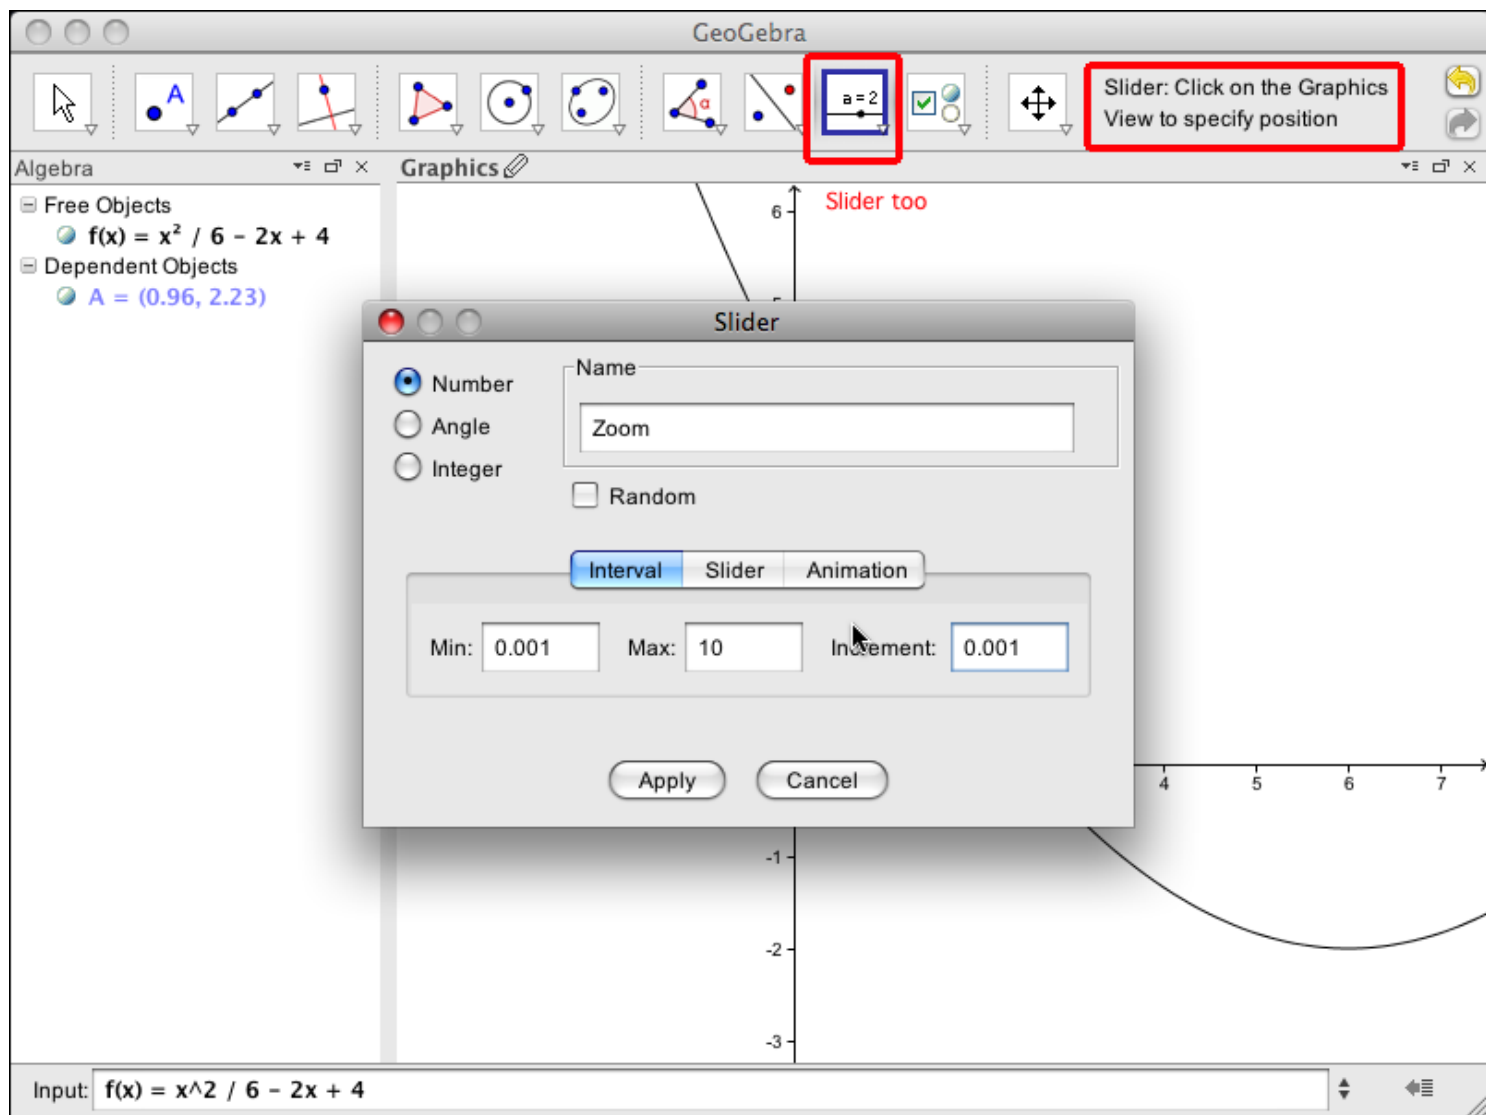 GeoGebra
A
α
a=2
Slider: Click on the Graphics
View to specify position
Algebra
Graphics
Free Objects
f(x) = x² / 6 – 2x + 4
Dependent Objects
A = (0.96, 2.23)
6
Slider too
5
Slider
Number
Angle
Integer
Name
Zoom
Random
Interval Slider Animation
Min: 0.001 Max: 10 Increment: 0.001
Apply Cancel
4 5 6 7
-1
-2
-3
Input: f(x) = x^2 / 6 – 2x + 4